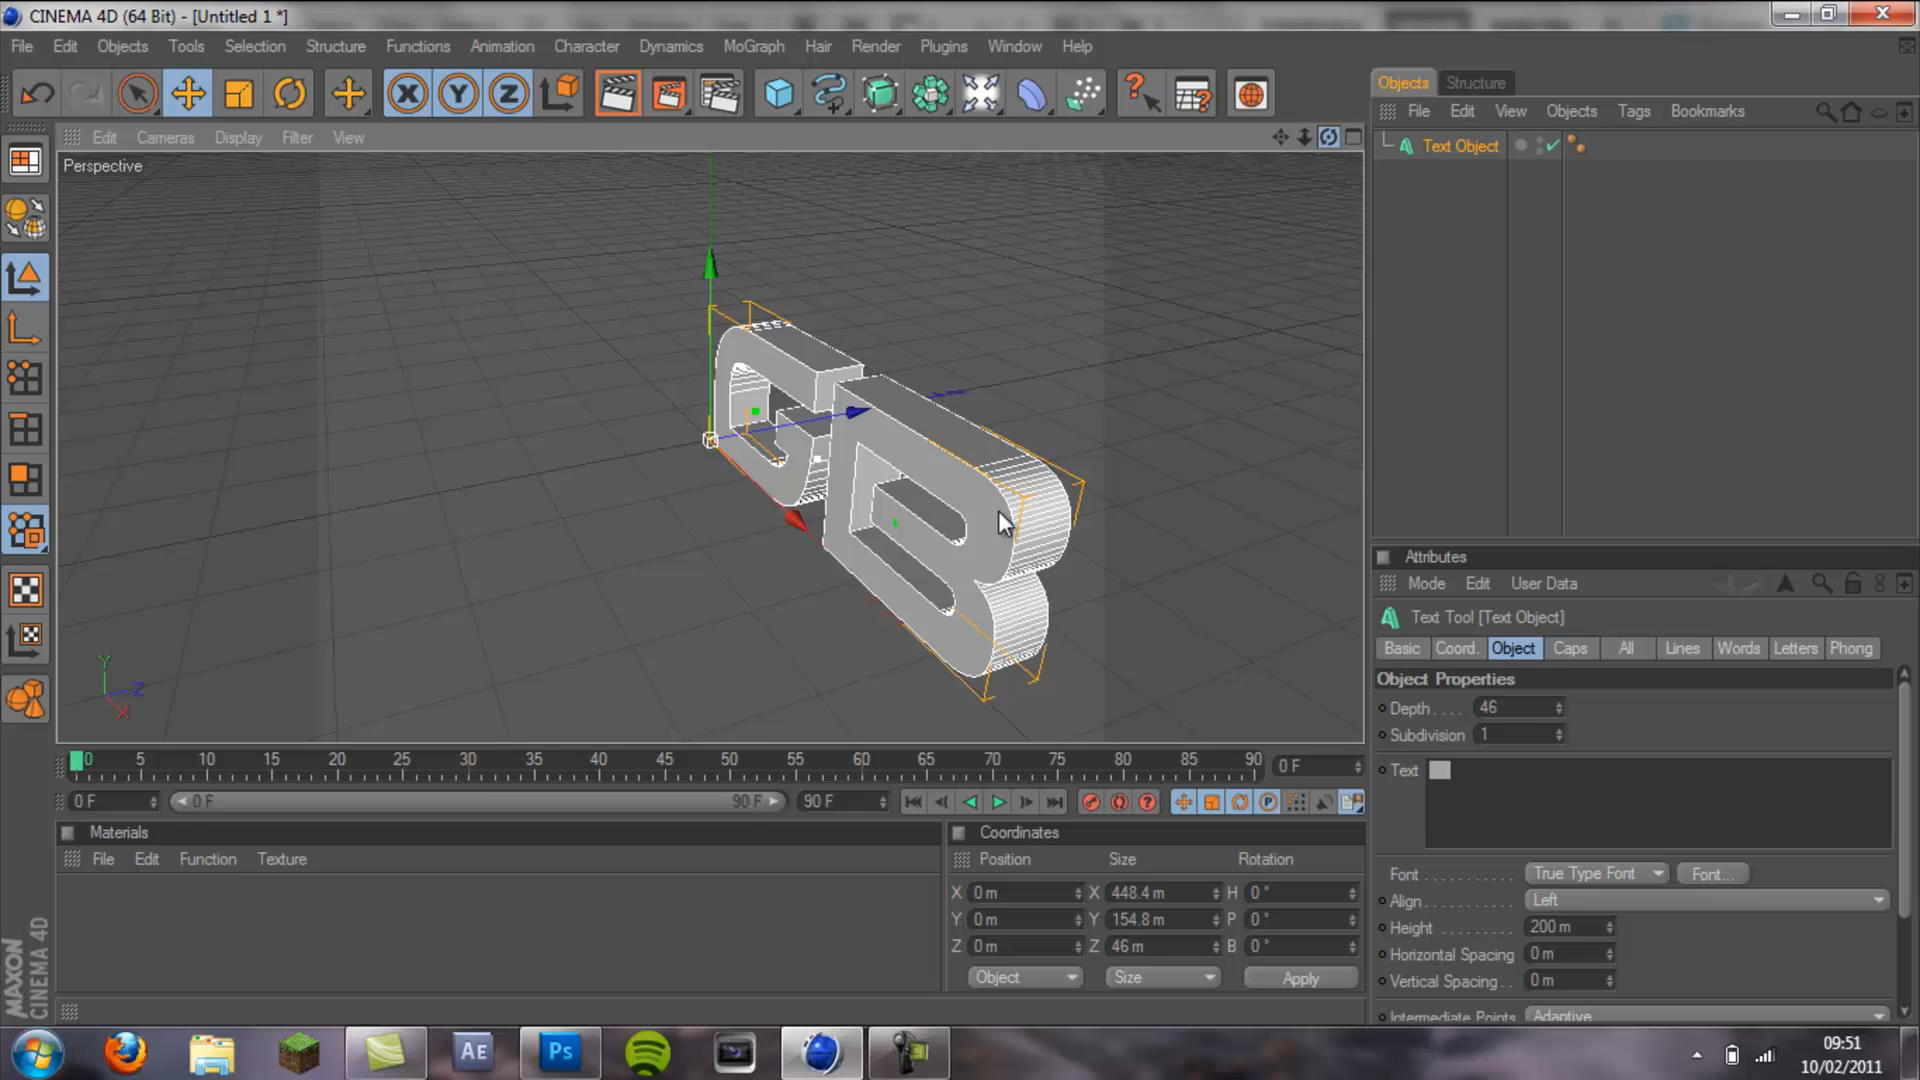 CINEMA 4D (64 Bit) - [Untitled 1 *]
File Edit Objects Tools Selection Structure Functions Animation Character Dynamics MoGraph Hair Render Plugins Window Help
X Y Z
Objects Structure
File Edit View Objects Tags Bookmarks
Text Object
Edit Cameras Display Filter View
Perspective
GB
Y
Z
X
Attributes
Mode Edit User Data
Text Tool [Text Object]
Basic Coord. Object Caps All Lines Words Letters Phong
Object Properties
Depth . . . . 46
Subdivision 1
Text
Font . . . . . . . . . . . True Type Font Font...
Align . . . . . . . . . . . Left
Height . . . . . . . . . 200 m
Horizontal Spacing 0 m
Vertical Spacing . . 0 m
Intermediate Points Adaptive
0 5 10 15 20 25 30 35 40 45 50 55 60 65 70 75 80 85 90 0 F
0 F 0 F 90 F 90 F
P
Materials
File Edit Function Texture
Coordinates
Position Size Rotation
X 0 m X 448.4 m H 0 °
Y 0 m Y 154.8 m P 0 °
Z 0 m Z 46 m B 0 °
Object Size Apply
MAXON
CINEMA 4D
AE
Ps
09:51
10/02/2011